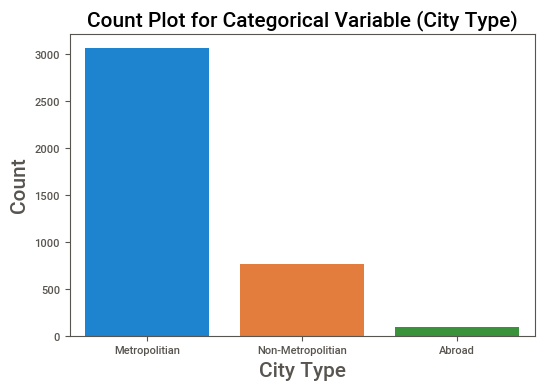 Count Plot for Categorical Variable (City Type)
3000
2500
2000
1500
1000
500
0
Count
Metropolitian
Non-Metropolitian
Abroad
City Type